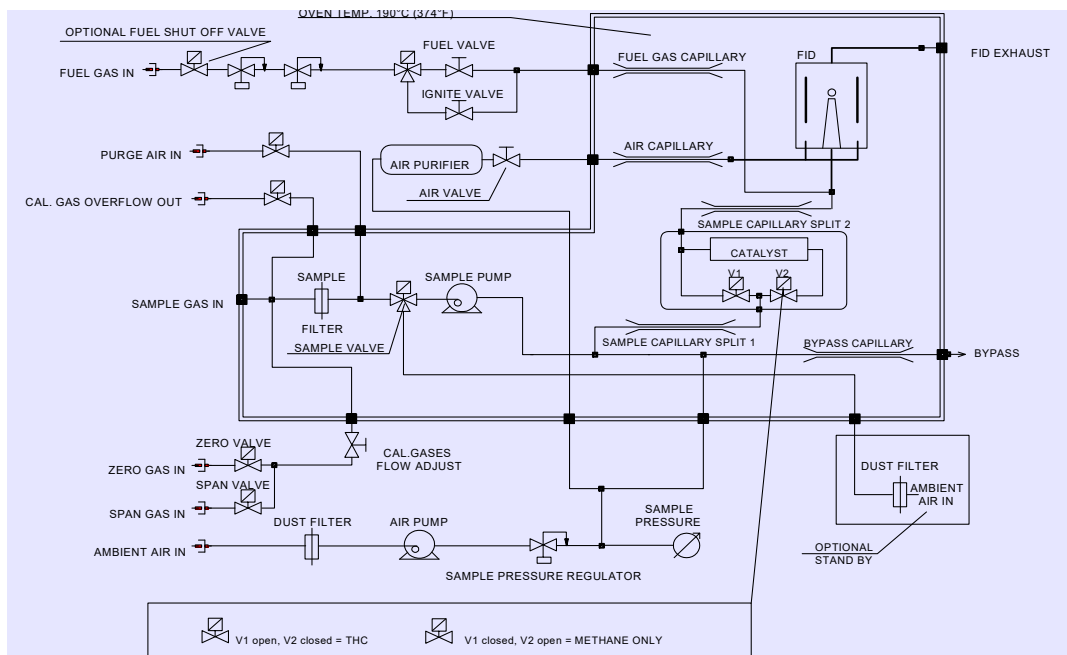 OVEN TEMP. 190°C (374°F)
OPTIONAL FUEL SHUT OFF VALVE
FUEL VALVE
FUEL GAS IN
FUEL GAS CAPILLARY
FID
FID EXHAUST
IGNITE VALVE
PURGE AIR IN
AIR PURIFIER
AIR CAPILLARY
AIR VALVE
CAL. GAS OVERFLOW OUT
SAMPLE CAPILLARY SPLIT 2
CATALYST
V1
V2
SAMPLE
SAMPLE PUMP
SAMPLE GAS IN
FILTER
SAMPLE VALVE
SAMPLE CAPILLARY SPLIT 1
BYPASS CAPILLARY
BYPASS
ZERO VALVE
CAL.GASES
FLOW ADJUST
ZERO GAS IN
SPAN VALVE
SPAN GAS IN
DUST FILTER
AMBIENT
AIR IN
DUST FILTER
AIR PUMP
SAMPLE
PRESSURE
AMBIENT AIR IN
SAMPLE PRESSURE REGULATOR
OPTIONAL
STAND BY
V1 open, V2 closed = THC
V1 closed, V2 open = METHANE ONLY